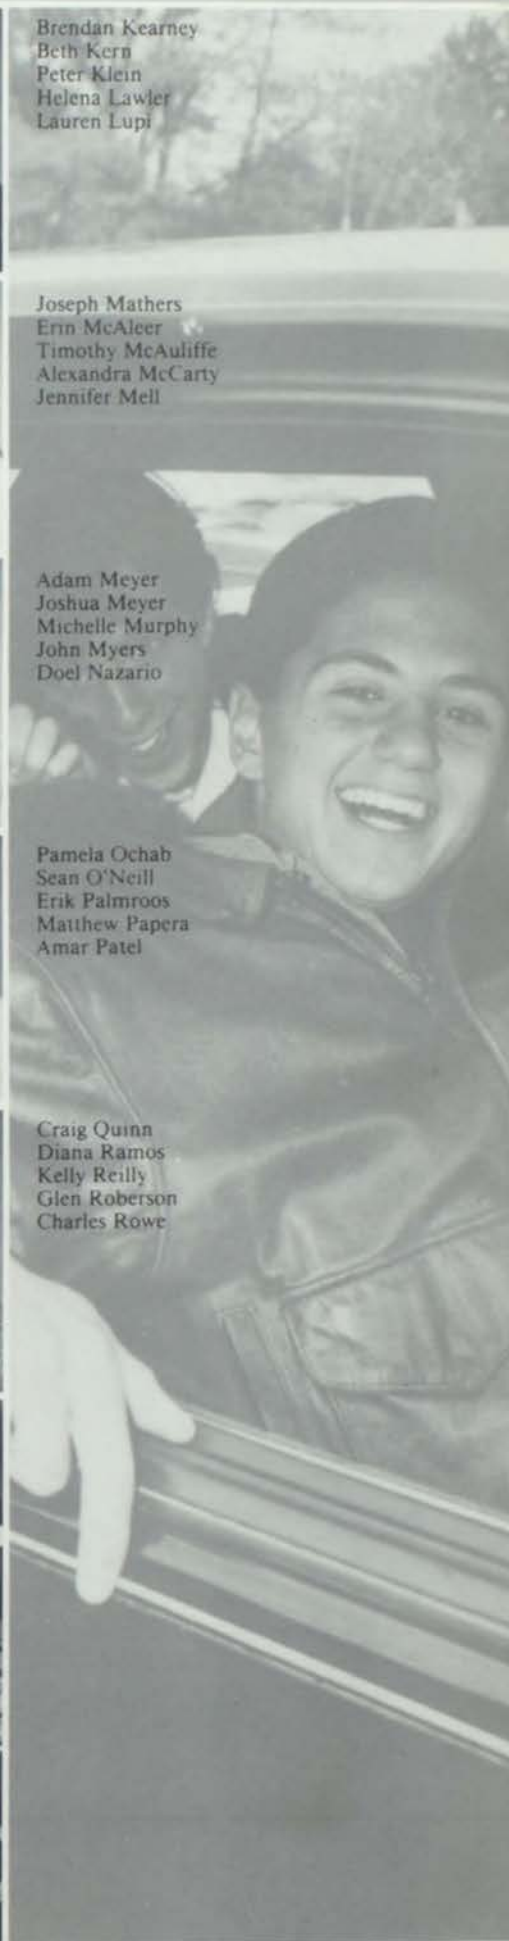 Brendan Kearney
Beth Kern
Peter Klein
Helena Lawler
Lauren Lupi
Joseph Mathers
Erin McAleer
Timothy McAuliffe
Alexandra McCarty
Jennifer Mell
Adam Meyer
Joshua Meyer
Michelle Murphy
John Myers
Doel Nazario
Pamela Ochab
Sean O'Neill
Erik Palmroos
Matthew Papera
Amar Patel
Craig Quinn
Diana Ramos
Kelly Reilly
Glen Roberson
Charles Rowe